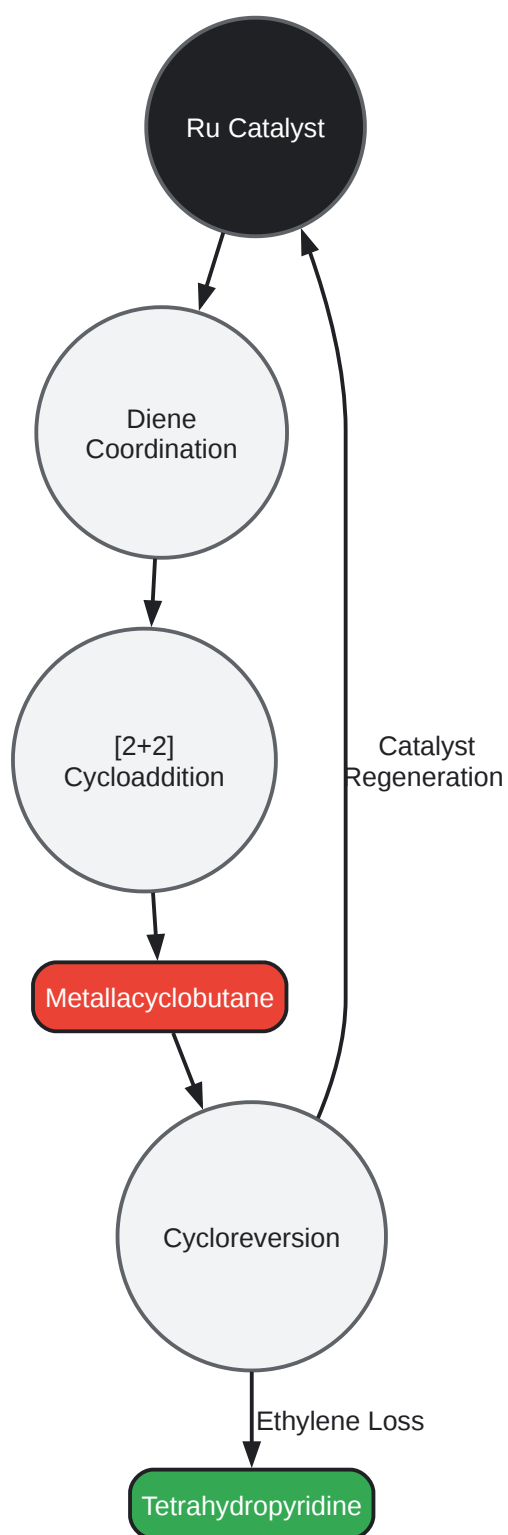 Ru Catalyst
Diene
Coordination
[2+2]
Cycloaddition
Catalyst
Regeneration
Metallacyclobutane
Cycloreversion
Ethylene Loss
Tetrahydropyridine